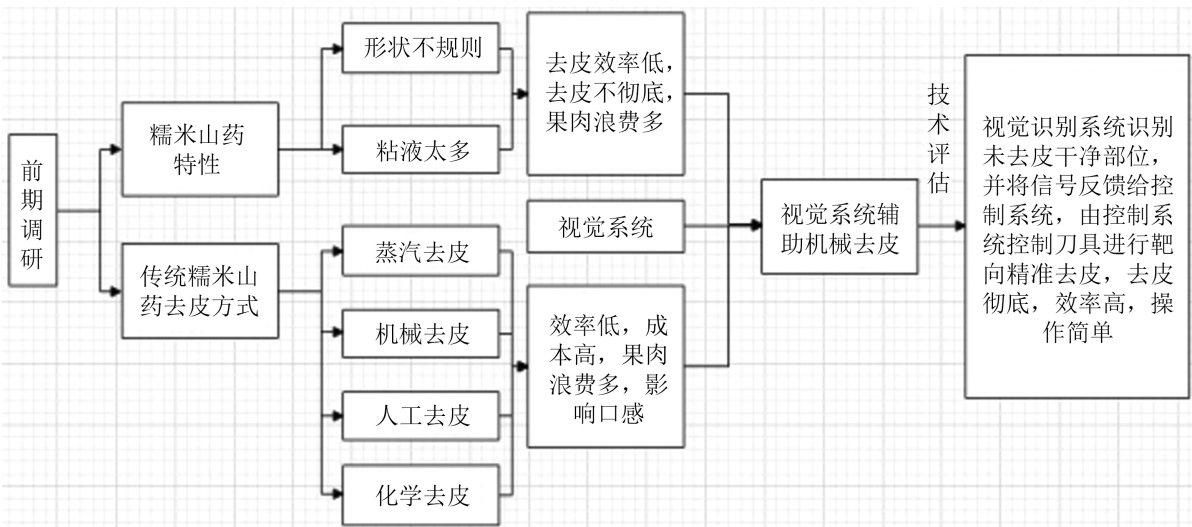 前期调研
糯米山药
特性
传统糯米山
药去皮方式
形状不规则
粘液太多
蒸汽去皮
机械去皮
人工去皮
化学去皮
去皮效率低，
去皮不彻底，
果肉浪费多
视觉系统
效率低，成
本高，果肉
浪费多，影
响口感
视觉系统辅
助机械去皮
技术评估
视觉识别系统识别
未去皮干净部位，
并将信号反馈给控
制系统，由控制系
统控制刀具进行靶
向精准去皮，去皮
彻底，效率高，操
作简单